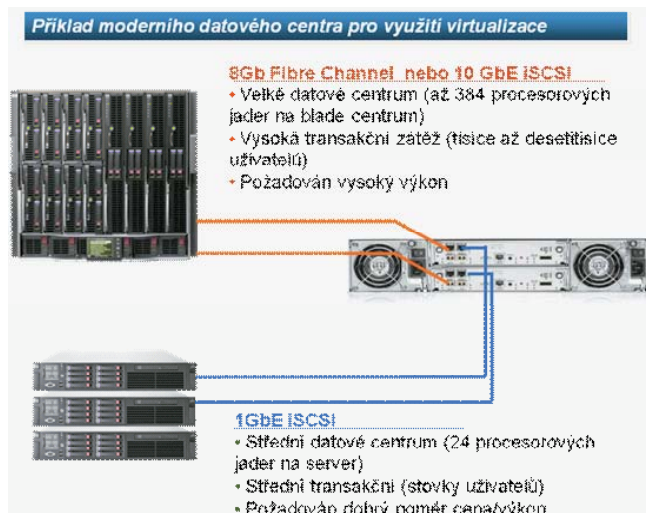 Příklad moderního datového centra pro využití virtualizace
8Gb Fibre Channel nebo 10 GbE iSCSI
• Velké datové centrum (až 384 procesorových
jader na blade centrum)
• Vysoká transakční zátěž (tisíce až desetitisíce
uživatelů)
• Požadován vysoký výkon
1GbE iSCSI
• Střední datové centrum (24 procesorových
jader na server)
• Střední transakční (stovky uživatelů)
• Požadován dobrý poměr cena/výkon